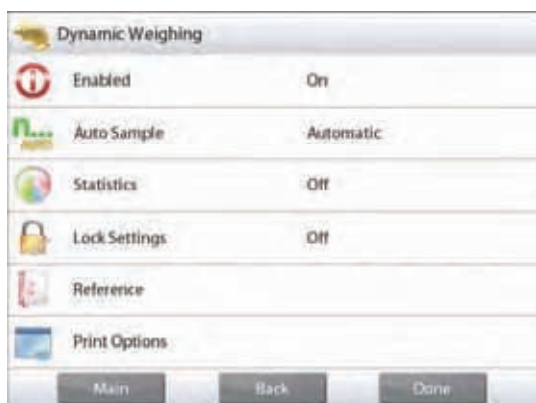 Dynamic Weighing
Enabled On
Auto Sample Automatic
Statistics Off
Lock Settings Off
Reference
Print Options
Main Back Done